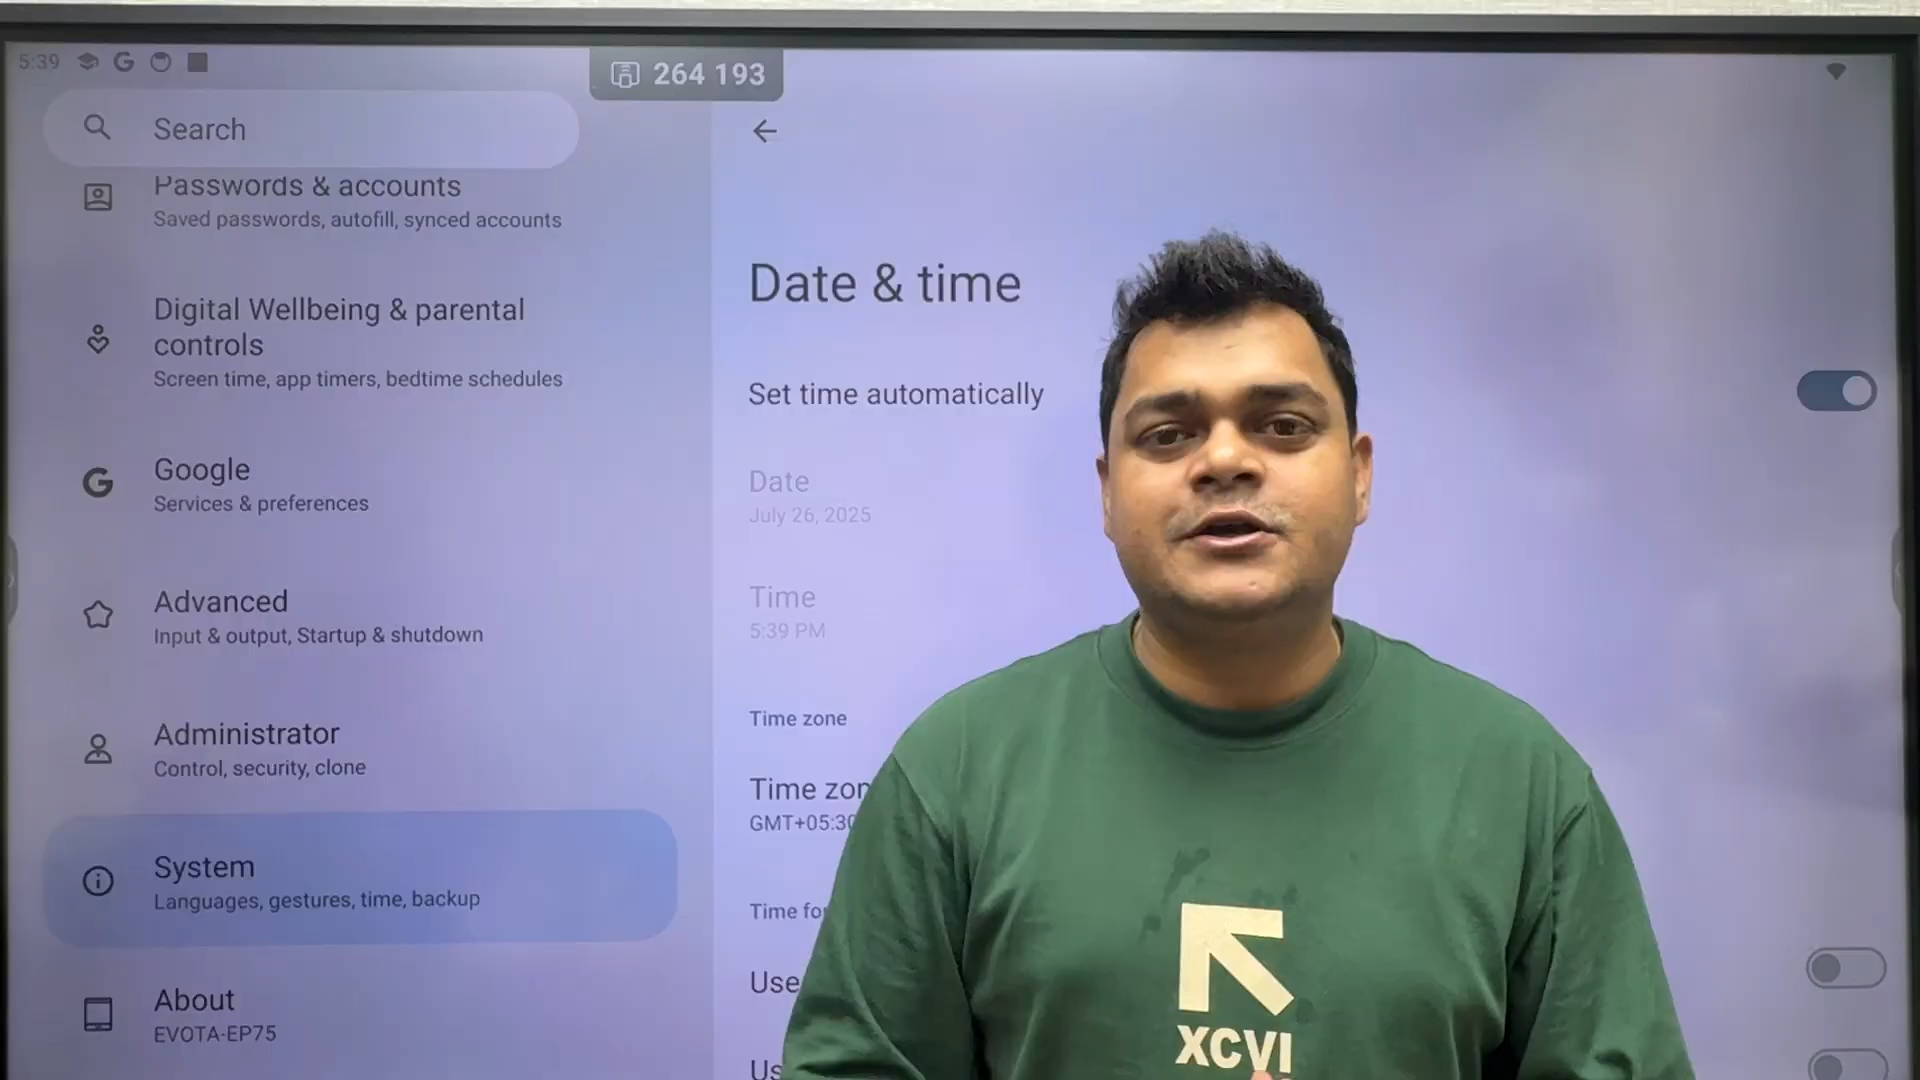 5:39
264 193
Search
Passwords & accounts
Saved passwords, autofill, synced accounts
Digital Wellbeing & parental
controls
Screen time, app timers, bedtime schedules
Google
Services & preferences
Advanced
Input & output, Startup & shutdown
Administrator
Control, security, clone
System
Languages, gestures, time, backup
About
EVOTA-EP75
Date & time
Set time automatically
Date
July 26, 2025
Time
5:39 PM
Time zone
Time zon
GMT+05:30
Time for
Use
Us
XCVI